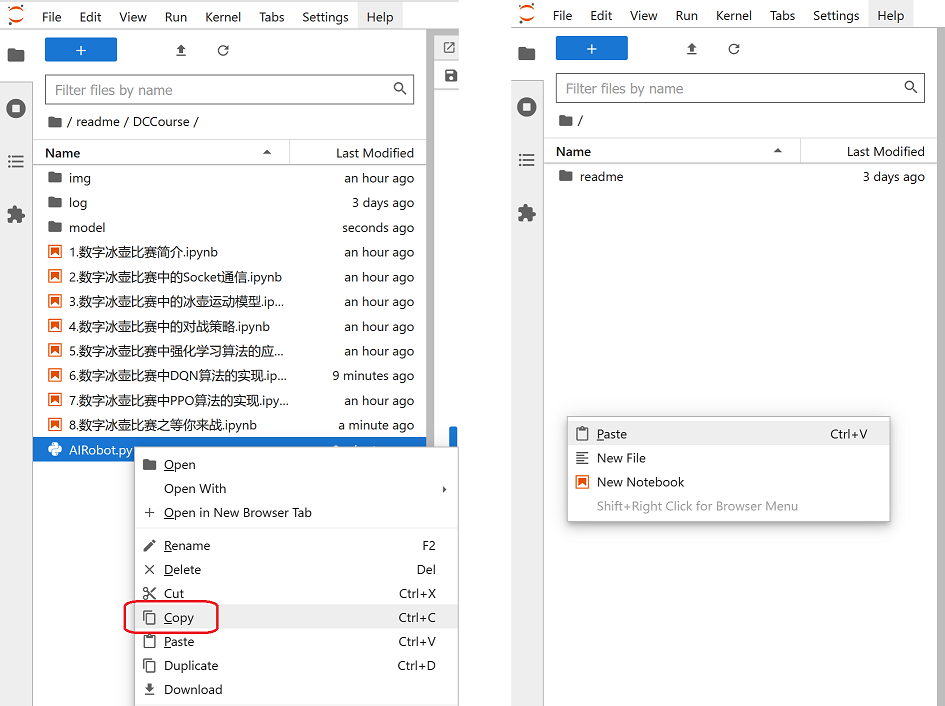 File Edit View Run Kernel Tabs Settings Help
+
Filter files by name
/ readme / DCCourse /
Name Last Modified
img an hour ago
log 3 days ago
model seconds ago
1.数字冰壶比赛简介.ipynb an hour ago
2.数字冰壶比赛中的Socket通信.ipynb an hour ago
3.数字冰壶比赛中的冰壶运动模型.ip... an hour ago
4.数字冰壶比赛中的对战策略.ipynb an hour ago
5.数字冰壶比赛中强化学习算法的应... an hour ago
6.数字冰壶比赛中DQN算法的实现.ip... 9 minutes ago
7.数字冰壶比赛中PPO算法的实现.ipy... an hour ago
8.数字冰壶比赛之等你来战.ipynb a minute ago
AIRobot.py
Open
Open With
Open in New Browser Tab
Rename F2
Delete Del
Cut Ctrl+X
Copy Ctrl+C
Paste Ctrl+V
Duplicate Ctrl+D
Download
File Edit View Run Kernel Tabs Settings Help
+
Filter files by name
/
Name Last Modified
readme 3 days ago
Paste Ctrl+V
New File
New Notebook
Shift+Right Click for Browser Menu